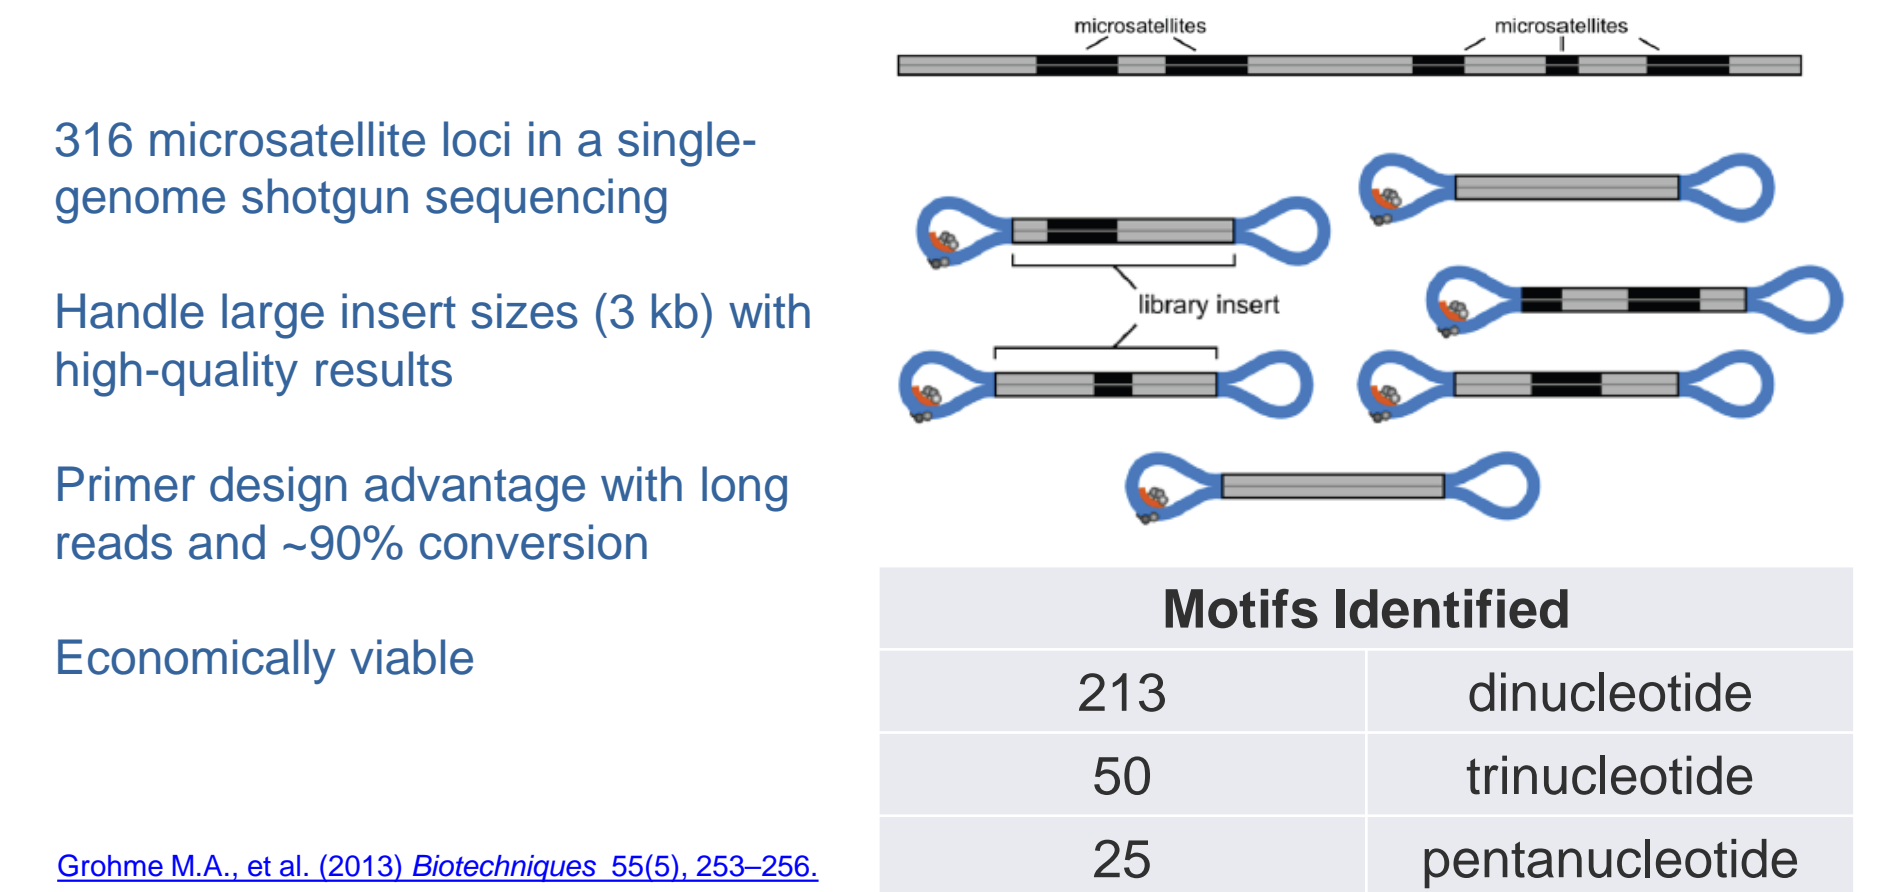 microsatellites
microsatellites
316 microsatellite loci in a single-
genome shotgun sequencing
Handle large insert sizes (3 kb) with
high-quality results
Primer design advantage with long
reads and ~90% conversion
Economically viable
Grohme M.A., et al. (2013) Biotechniques 55(5), 253–256.
library insert
Motifs Identified
213 dinucleotide
50 trinucleotide
25 pentanucleotide